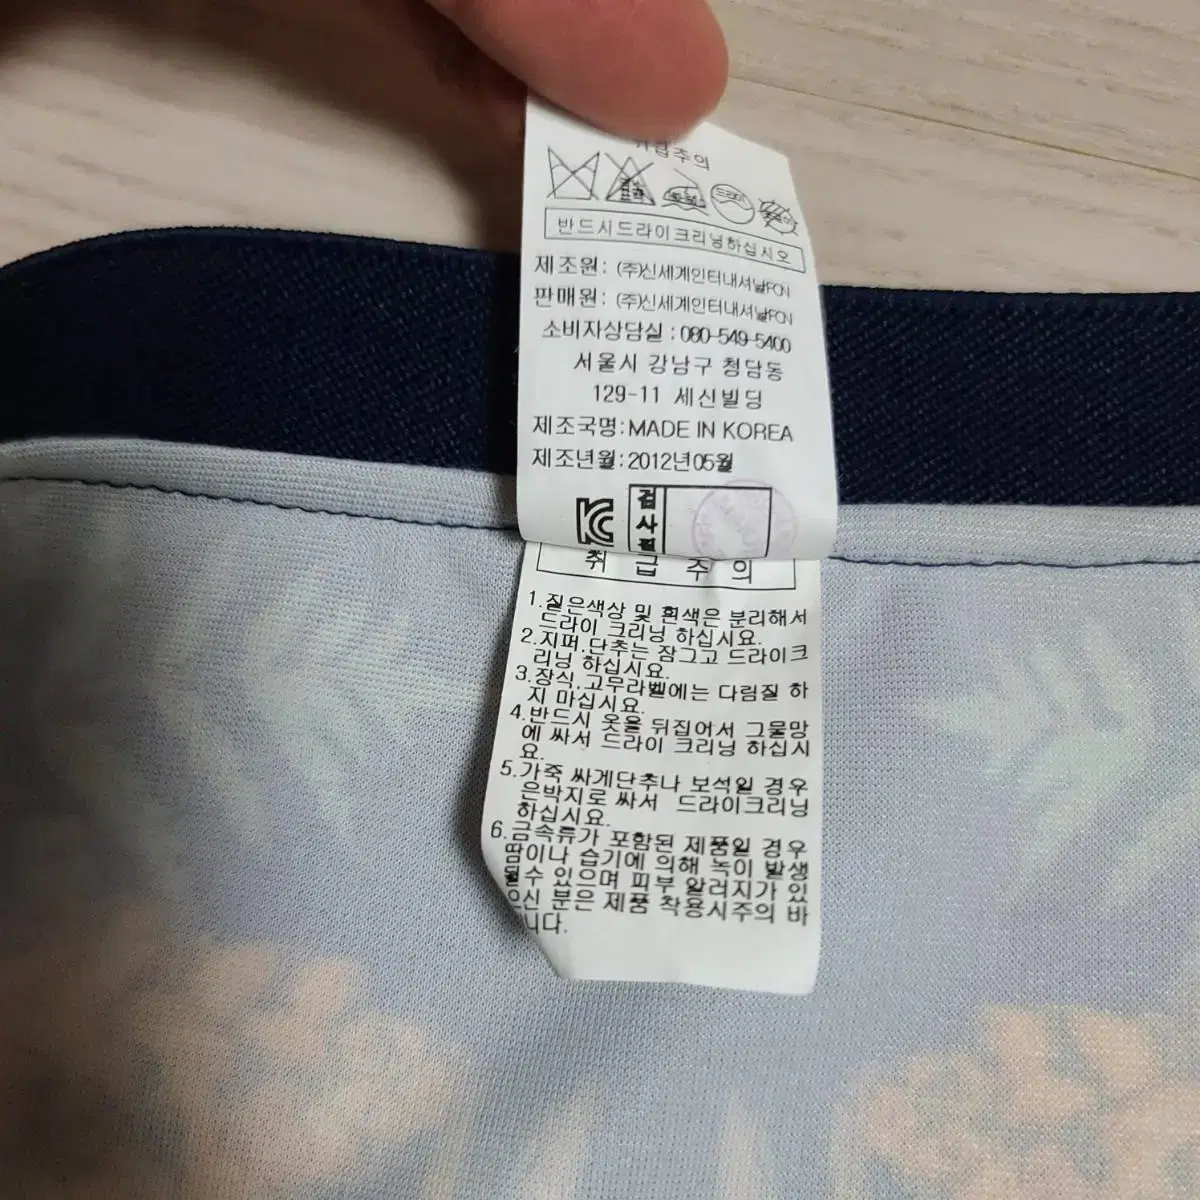 취급주의
염소
표백
드라이
반드시드라이크리닝하십시오
제조원: (주)신세계인터내셔날FCN
판매원: (주)신세계인터내셔날FCN
소비자상담실 : 080-549-5400
서울시 강남구 청담동
129-11 세신빌딩
제조국명:MADE IN KOREA
제조년월:2012년05월
검사필
취급주의
1.짙은색상 및 흰색은 분리해서
드라이 크리닝 하십시요.
2.지퍼,단추는 잠그고 드라이크
리닝 하십시요.
3.장식,고무라벨에는 다림질 하
지 마십시요.
4.반드시 옷을 뒤집어서 그물망
에 싸서 드라이 크리닝 하십시
요.
5.가죽 싸게단추나 보석일 경우
은박지로 싸서 드라이크리닝
하십시요.
6.금속류가 포함된 제품일 경우
땀이나 습기에 의해 녹이 발생
될수 있으며 피부 알러지가 있
으신 분은 제품 착용시주의 바
니다.